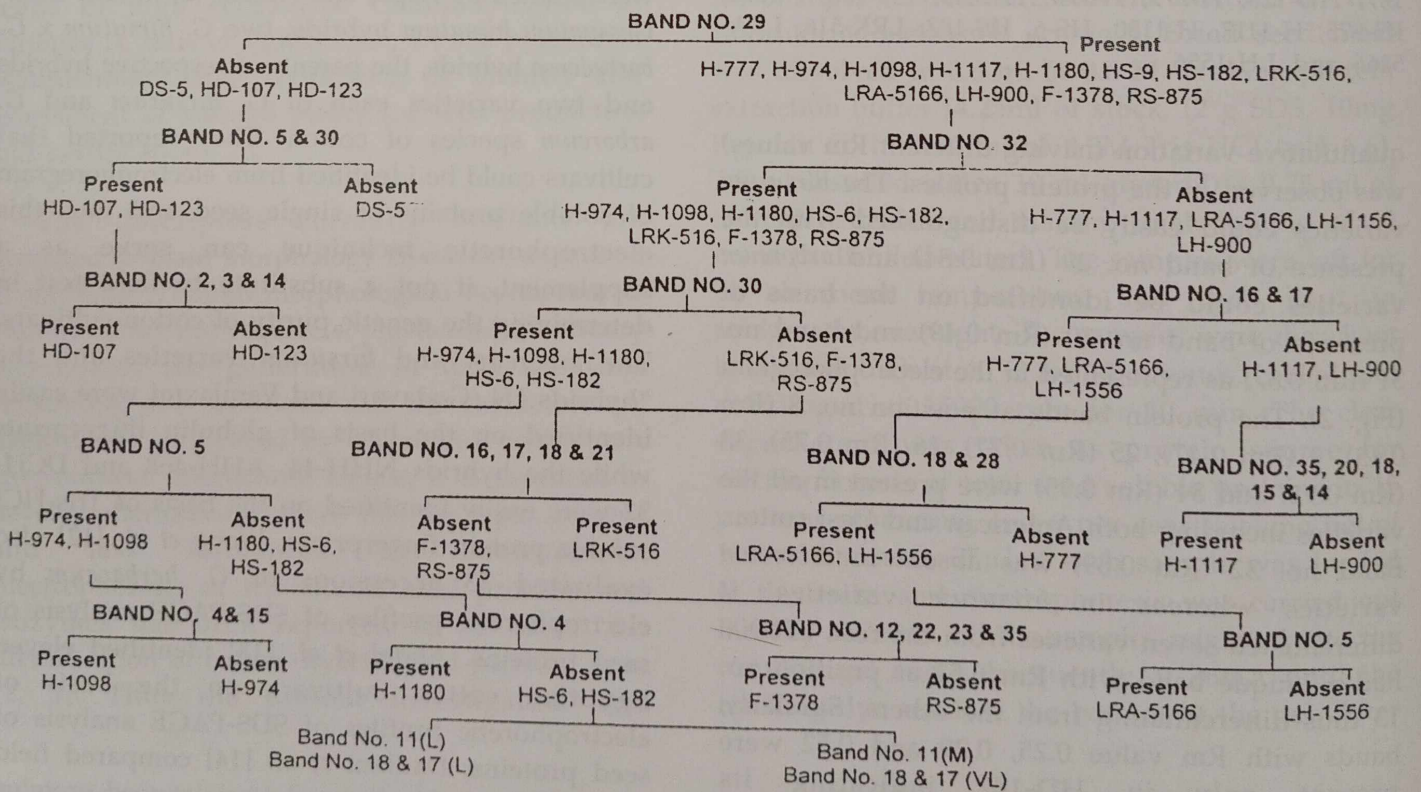 BAND NO. 29
Absent
DS-5, HD-107, HD-123
Present
H-777, H-974, H-1098, H-1117, H-1180, HS-9, HS-182, LRK-516,
LRA-5166, LH-900, F-1378, RS-875
BAND NO. 5 & 30
Present
HD-107, HD-123
Absent
DS-5
BAND NO. 32
Present
H-974, H-1098, H-1180, HS-6, HS-182,
LRK-516, F-1378, RS-875
Absent
H-777, H-1117, LRA-5166, LH-1156,
LH-900
BAND NO. 2, 3 & 14
Present
HD-107
Absent
HD-123
BAND NO. 30
Present
H-974, H-1098, H-1180,
HS-6, HS-182
Absent
LRK-516, F-1378
RS-875
BAND NO. 16 & 17
Present
H-777, LRA-5166,
LH-1556
Absent
H-1117, LH-900
BAND NO. 5
Present
H-974, H-1098
Absent
H-1180, HS-6,
HS-182
BAND NO. 16, 17, 18 & 21
Absent
F-1378,
RS-875
Present
LRK-516
BAND NO. 18 & 28
Present
LRA-5166, LH-1556
Absent
H-777
BAND NO. 35, 20, 18,
15 & 14
Present
H-1117
Absent
LH-900
BAND NO. 4& 15
Present
H-1098
Absent
H-974
BAND NO. 4
Present
H-1180
Absent
HS-6, HS-182
BAND NO. 12, 22, 23 & 35
Present
F-1378
Absent
RS-875
BAND NO. 5
Present
LRA-5166
Absent
LH-1556
Band No. 11(L)
Band No. 18 & 17 (L)
Band No. 11(M)
Band No. 18 & 17 (VL)